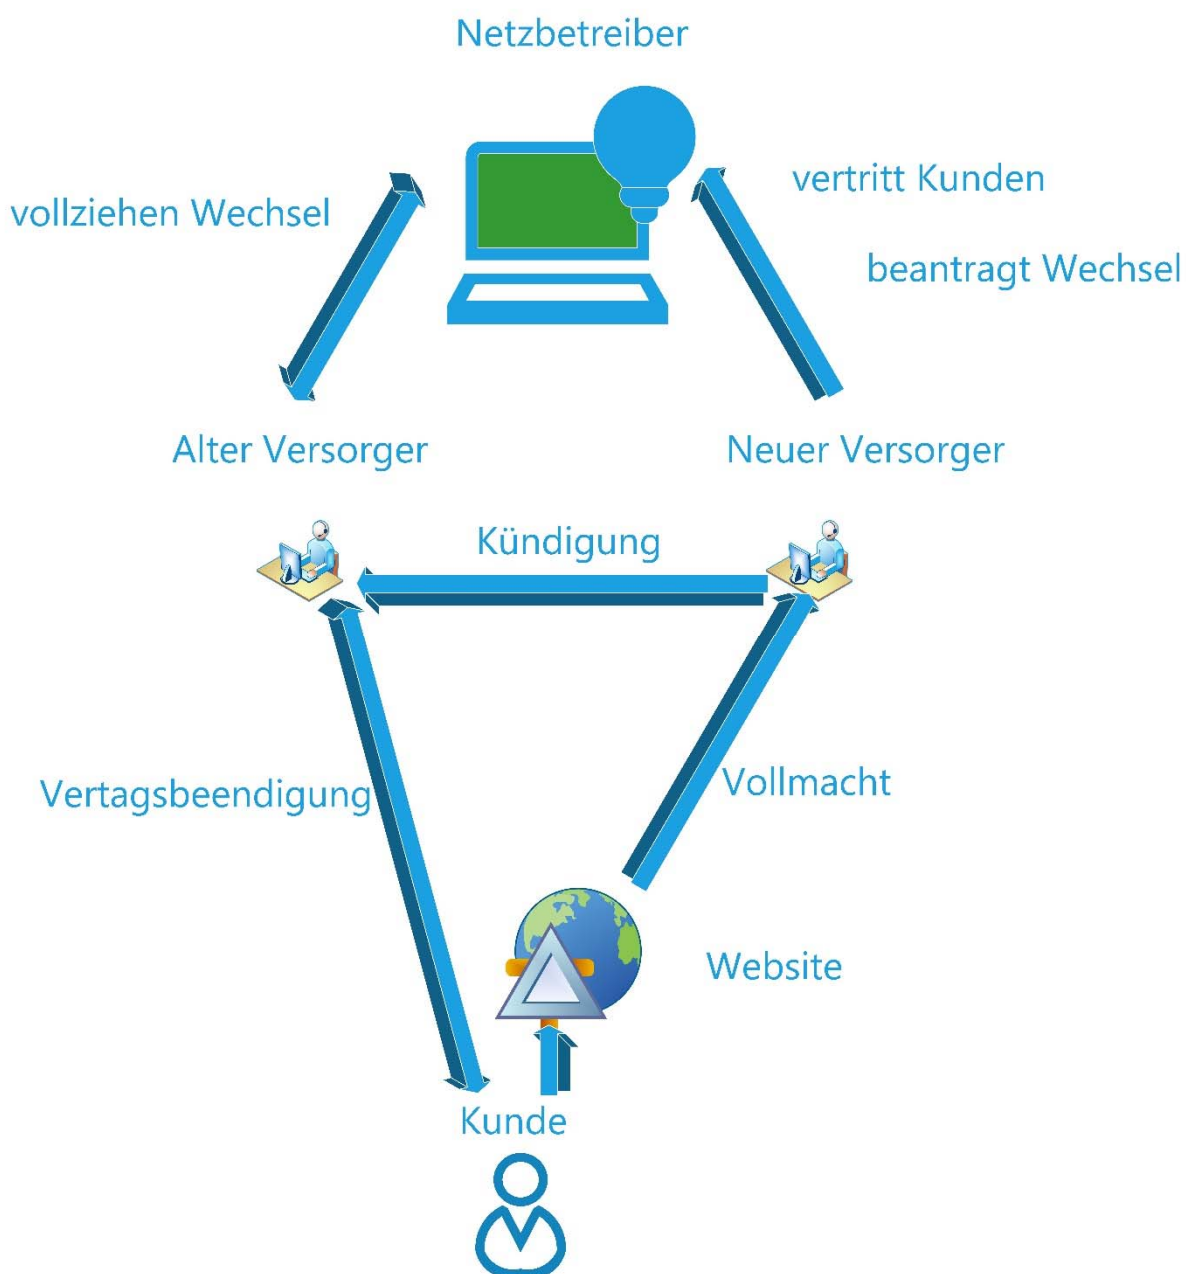 Netzbetreiber
vertritt Kunden
vollziehen Wechsel
beantragt Wechsel
Alter Versorger
Neuer Versorger
Kündigung
Vertagsbeendigung
Vollmacht
Website
Kunde